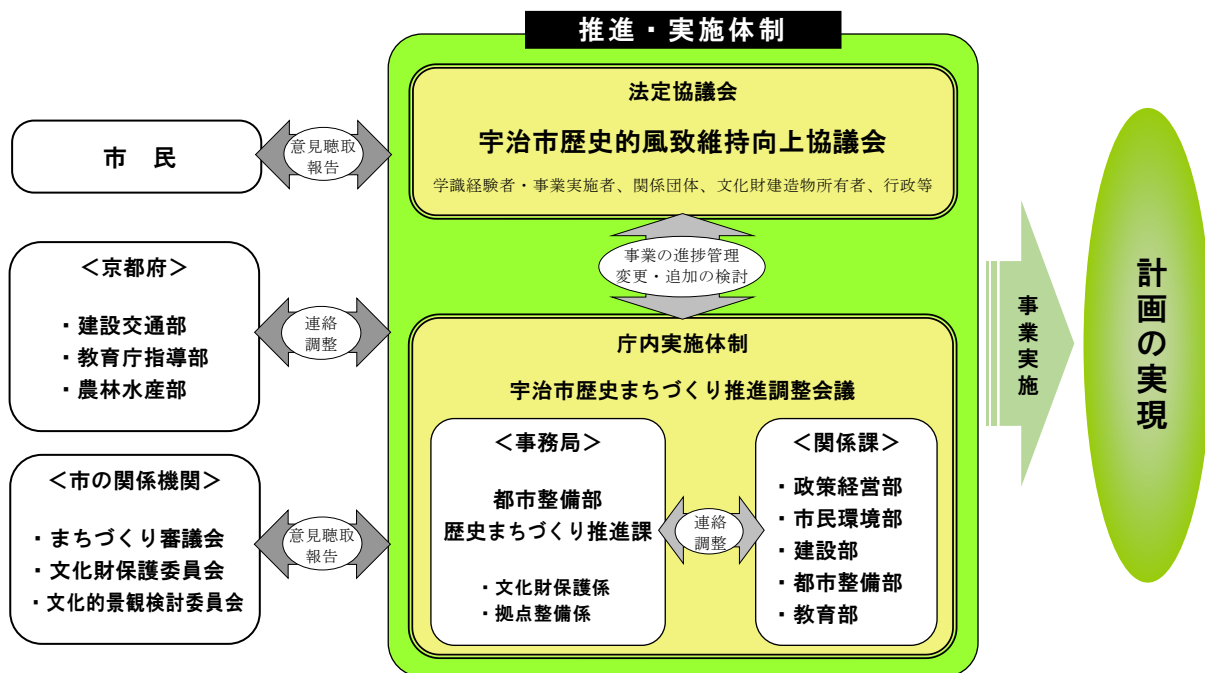 推進・実施体制
法定協議会
宇治市歴史的風致維持向上協議会
学識経験者・事業実施者、関係団体、文化財建造物所有者、行政等
市　民
意見聴取
報告
事業の進捗管理
変更・追加の検討
＜京都府＞
・建設交通部
・教育庁指導部
・農林水産部
連絡
調整
庁内実施体制
宇治市歴史まちづくり推進調整会議
＜事務局＞
都市整備部
歴史まちづくり推進課
・文化財保護係
・拠点整備係
連絡
調整
＜関係課＞
・政策経営部
・市民環境部
・建設部
・都市整備部
・教育部
＜市の関係機関＞
・まちづくり審議会
・文化財保護委員会
・文化的景観検討委員会
意見聴取
報告
事業実施
計画の実現